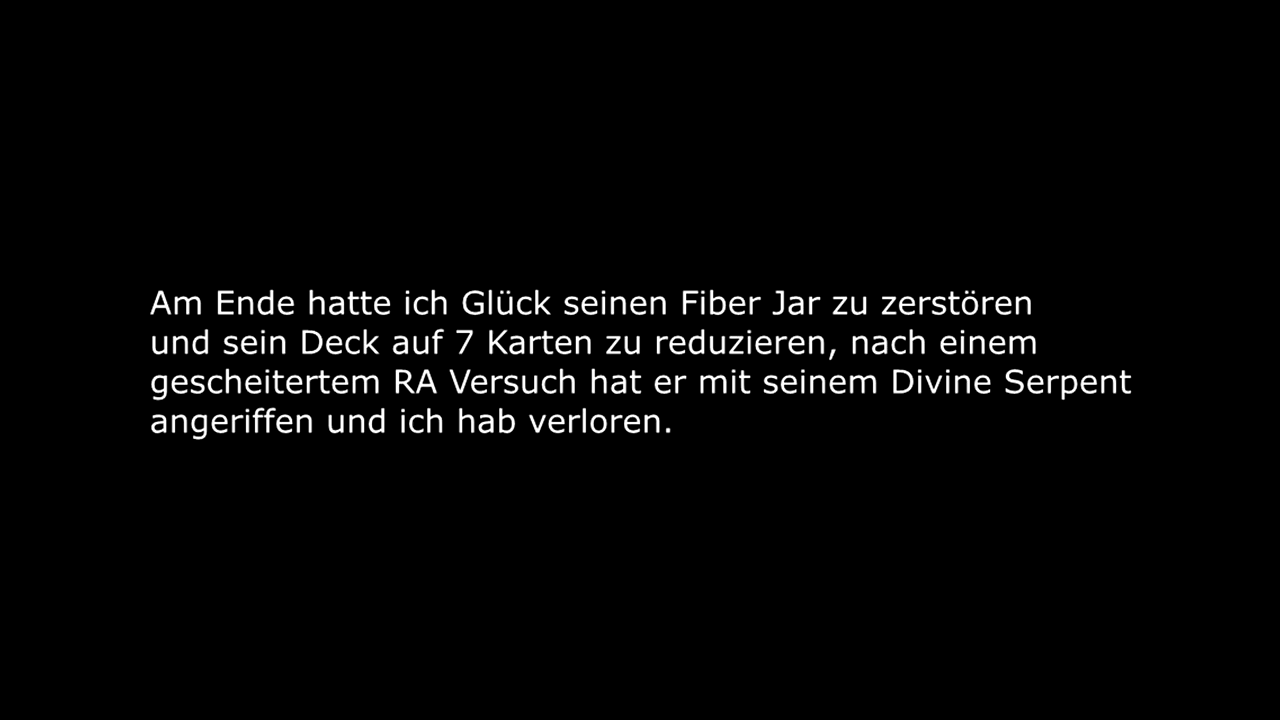 Am Ende hatte ich Glück seinen Fiber Jar zu zerstören
und sein Deck auf 7 Karten zu reduzieren, nach einem
gescheitertem RA Versuch hat er mit seinem Divine Serpent
angeriffen und ich hab verloren.